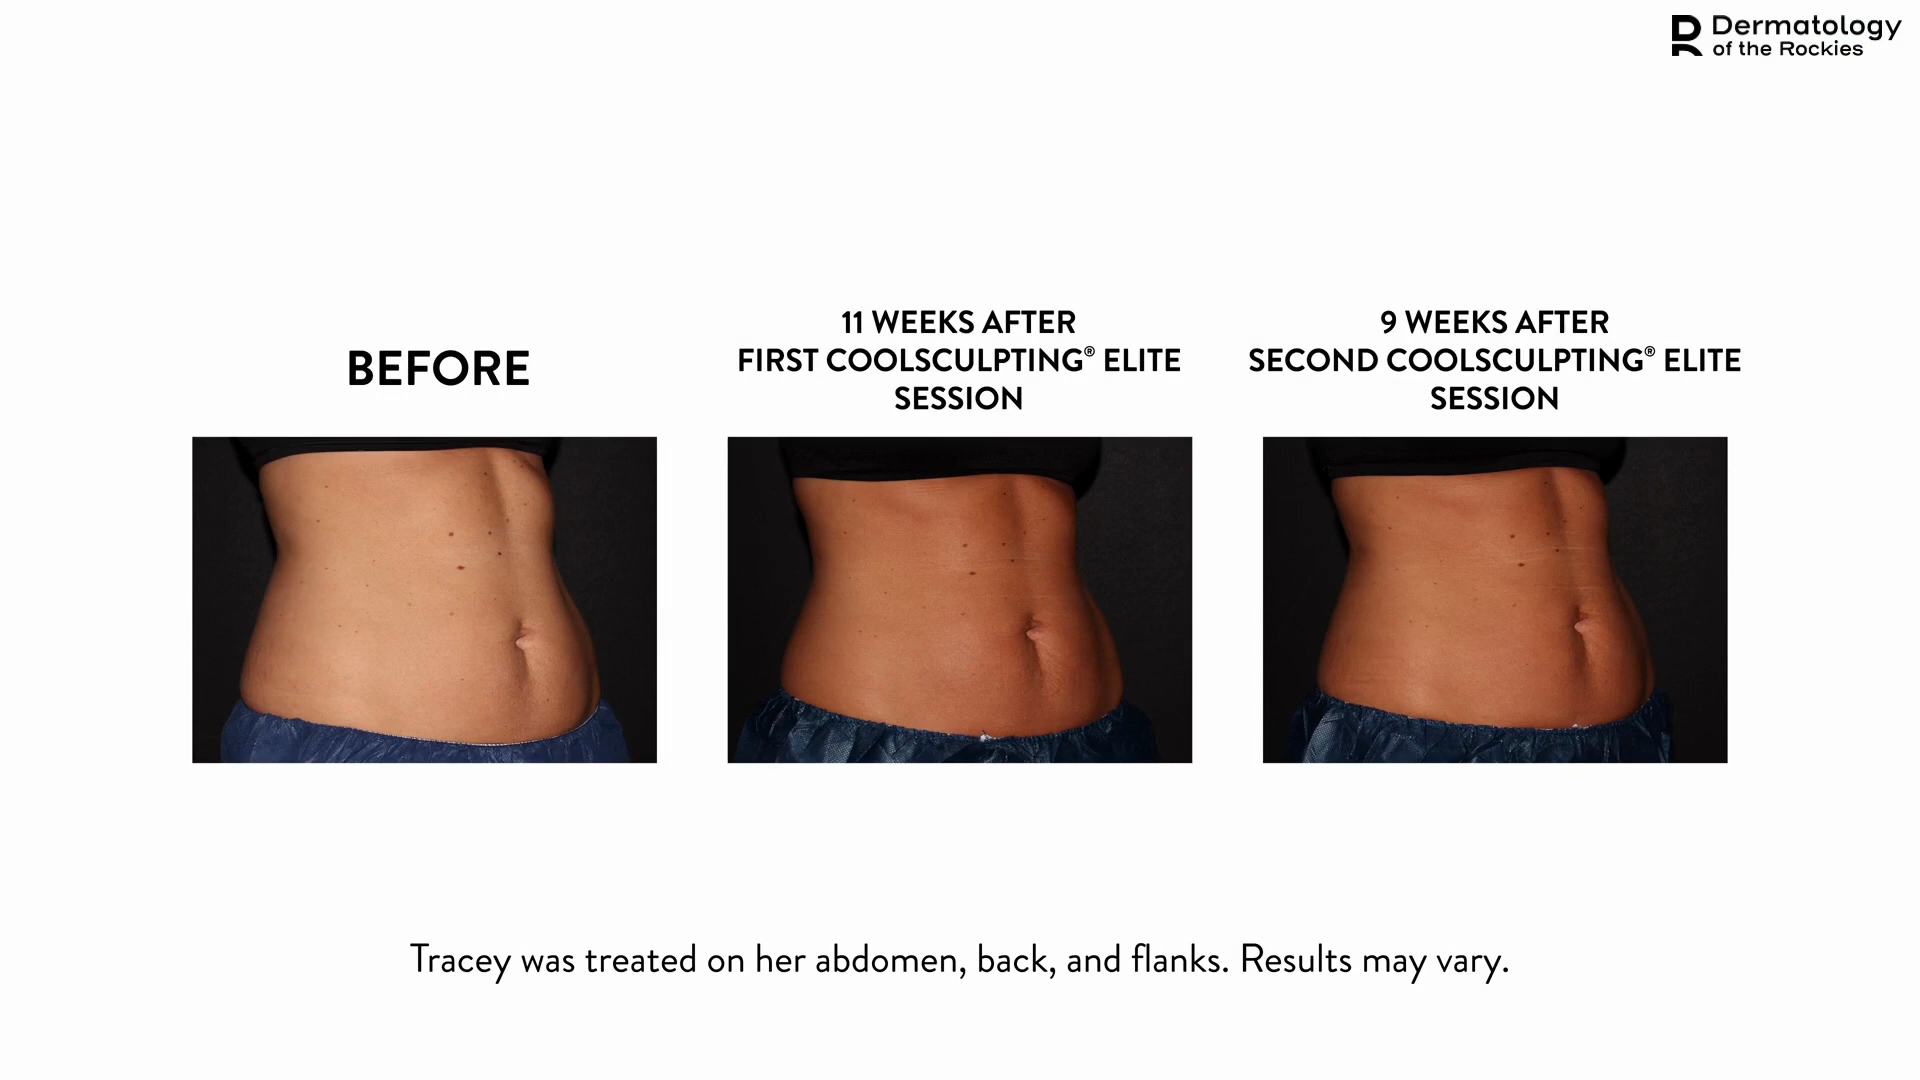 Dermatology
of the Rockies
BEFORE
11 WEEKS AFTER
FIRST COOLSCULPTING® ELITE
SESSION
9 WEEKS AFTER
SECOND COOLSCULPTING® ELITE
SESSION
Tracey was treated on her abdomen, back, and flanks. Results may vary.